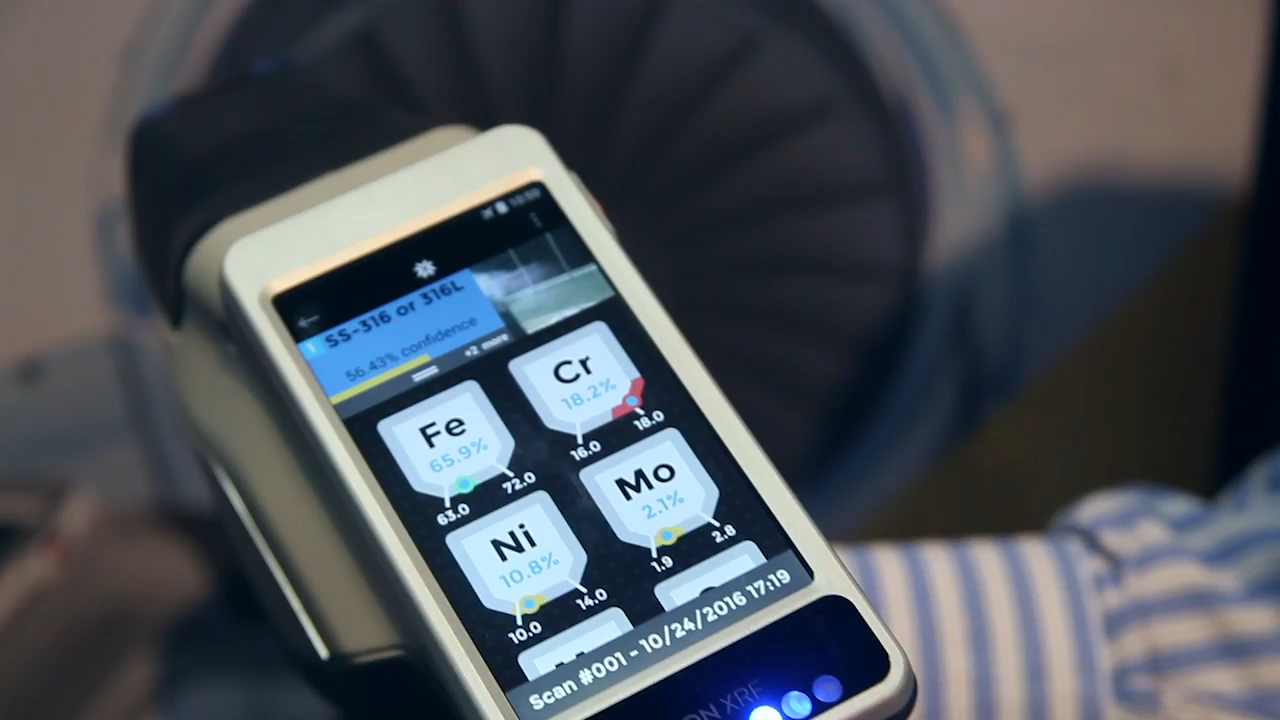 1 SS-316 or 316L
56.43% confidence
+2 more
Fe
65.9%
63.0
72.0
Cr
18.2%
16.0
18.0
Ni
10.8%
10.0
14.0
Mo
2.1%
1.9
2.8
Scan #001 - 10/24/2016 17:19
XRF